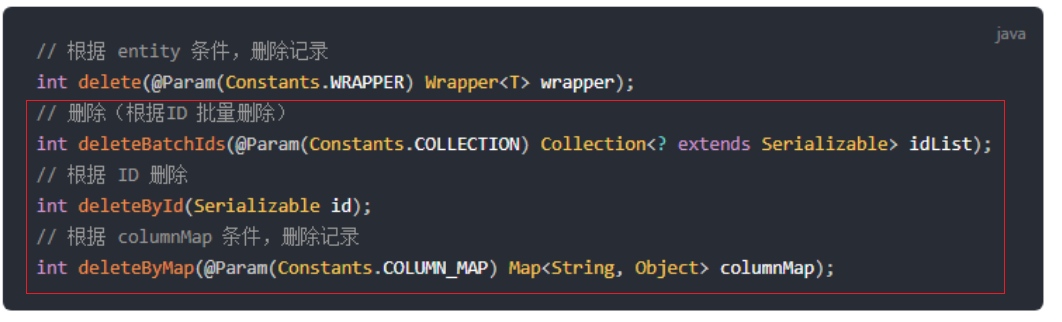 java
// 根据 entity 条件，删除记录
int delete(@Param(Constants.WRAPPER) Wrapper<T> wrapper);
// 删除（根据ID 批量删除）
int deleteBatchIds(@Param(Constants.COLLECTION) Collection<? extends Serializable> idList);
// 根据 ID 删除
int deleteById(Serializable id);
// 根据 columnMap 条件，删除记录
int deleteByMap(@Param(Constants.COLUMN_MAP) Map<String, Object> columnMap);